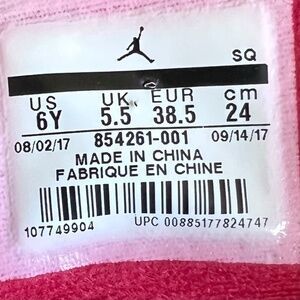 SQ
US UK EUR cm
6Y 5.5 38.5 24
08/02/17 854261-001 09/14/17
MADE IN CHINA
FABRIQUE EN CHINE
107749904 UPC 00885177824747